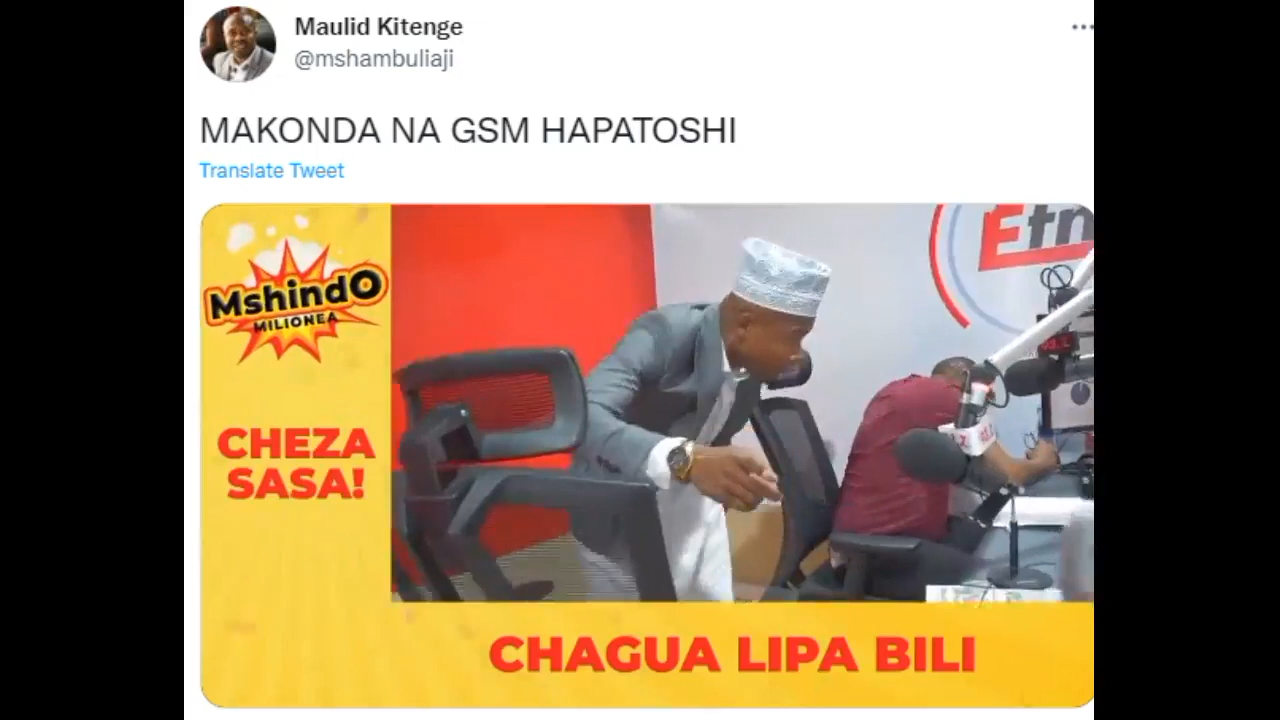 Maulid Kitenge
@mshambuliaji
MAKONDA NA GSM HAPATOSHI
Translate Tweet
MshindO
MILIONEA
CHEZA
SASA!
CHAGUA LIPA BILI